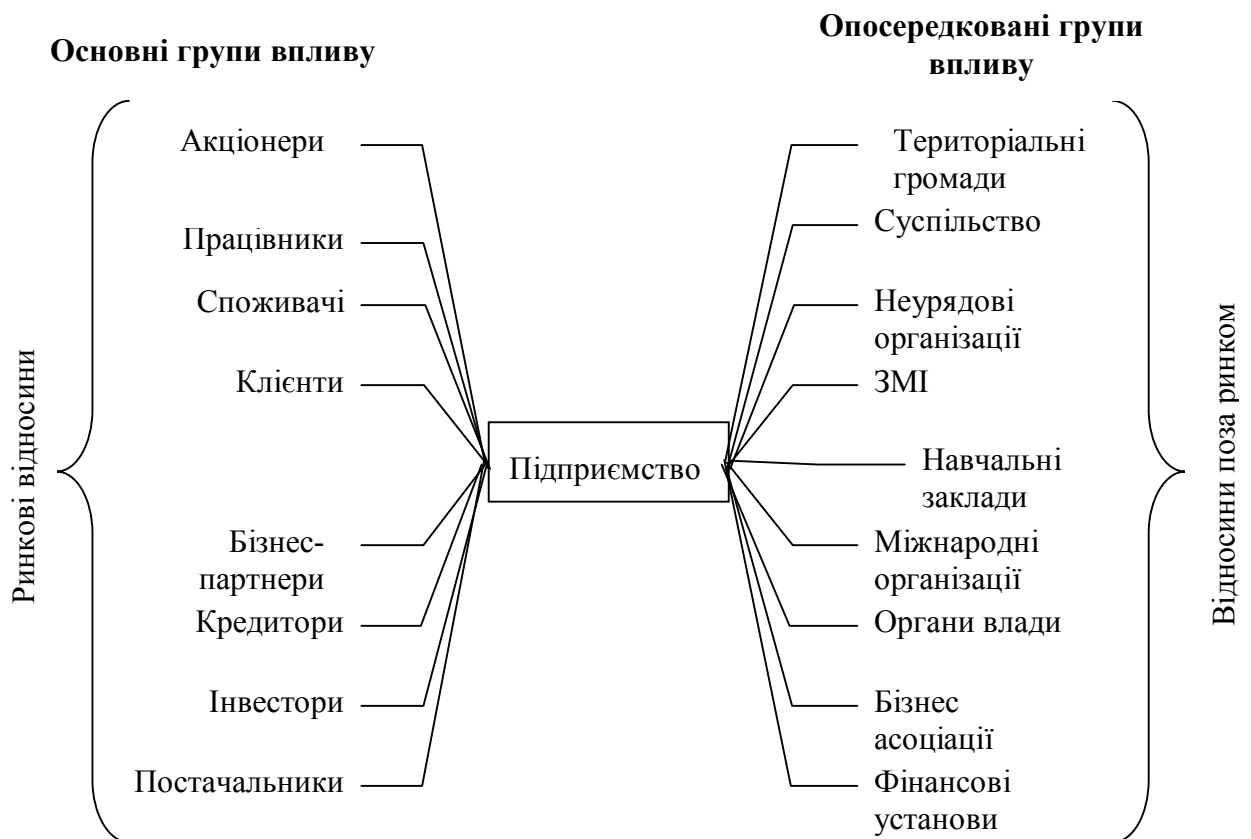 Основні групи впливу
Опосередковані групи
впливу
Ринкові відносини
Акціонери
Працівники
Споживачі
Клієнти
Бізнес-
партнери
Кредитори
Інвестори
Постачальники
Підприємство
Територіальні
громади
Суспільство
Неурядові
організації
ЗМІ
Навчальні
заклади
Міжнародні
організації
Органи влади
Бізнес
асоціації
Фінансові
установи
Відносини поза ринком